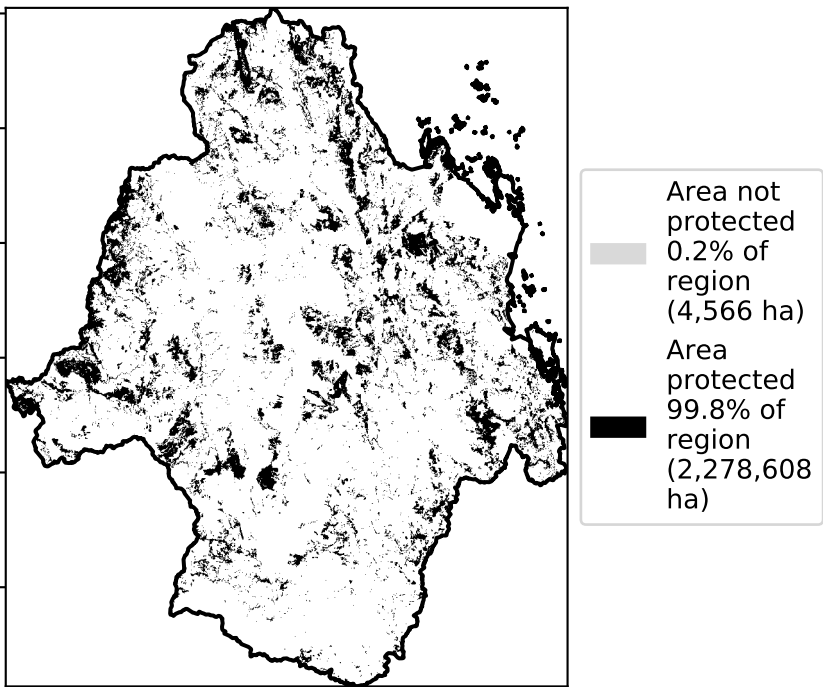 Area not
protected
0.2% of
region
(4,566 ha)
Area
protected
99.8% of
region
(2,278,608
ha)